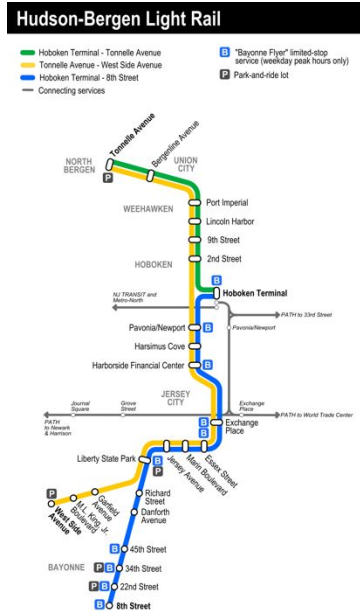 Hudson-Bergen Light Rail
Hoboken Terminal - Tonnelle Avenue
Tonnelle Avenue - West Side Avenue
Hoboken Terminal - 8th Street
Connecting services
B "Bayonne Flyer" limited-stop
service (weekday peak hours only)
P Park-and-ride lot
Tonnelle Avenue
Bergenline Avenue
NORTH
BERGEN
P
UNION
CITY
WEEHAWKEN
Port Imperial
Lincoln Harbor
9th Street
2nd Street
HOBOKEN
B
Hoboken Terminal
NJ TRANSIT and
Metro-North
PATH to 33rd Street
Pavonia/Newport
Pavonia/Newport B
Harsimus Cove
Harborside Financial Center B
JERSEY
CITY
Journal
Square
Grove
Street
Exchange
Place
PATH
to Newark
& Harrison
PATH to World Trade Center
B
B
Exchange
Place
Liberty State Park
B
P
Jersey Avenue
Marin Boulevard
Essex Street
P
West Side
Avenue
M.L. King, Jr.
Boulevard
Garfield
Avenue
Richard
Street
Danforth
Avenue
BAYONNE
B 45th Street
P B 34th Street
P B 22nd Street
B 8th Street